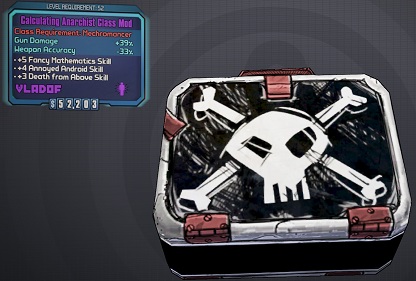 LEVEL REQUIREMENT: 52
Calculating Anarchist Class Mod
Class Requirement: Mechromancer
Gun Damage +39%
Weapon Accuracy -33%
• +5 Fancy Mathematics Skill
• +4 Annoyed Android Skill
• +3 Death from Above Skill
VLADOF
$ 52,203